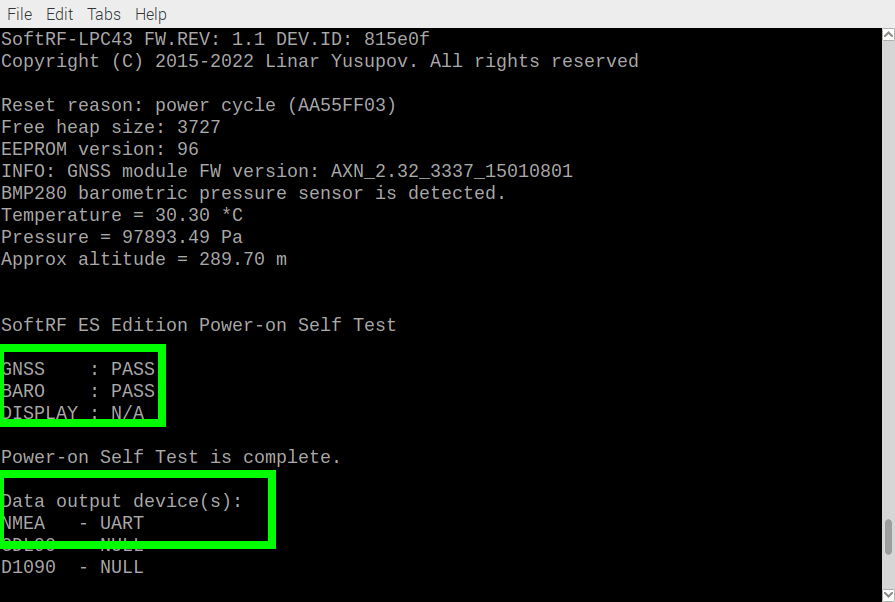 File Edit Tabs Help
SoftRF-LPC43 FW.REV: 1.1 DEV.ID: 815e0f
Copyright (C) 2015-2022 Linar Yusupov. All rights reserved
Reset reason: power cycle (AA55FF03)
Free heap size: 3727
EEPROM version: 96
INFO: GNSS module FW version: AXN_2.32_3337_15010801
BMP280 barometric pressure sensor is detected.
Temperature = 30.30 *C
Pressure = 97893.49 Pa
Approx altitude = 289.70 m
SoftRF ES Edition Power-on Self Test
GNSS    : PASS
BARO    : PASS
DISPLAY : N/A
Power-on Self Test is complete.
Data output device(s):
NMEA   - UART
NULL
D1090  - NULL